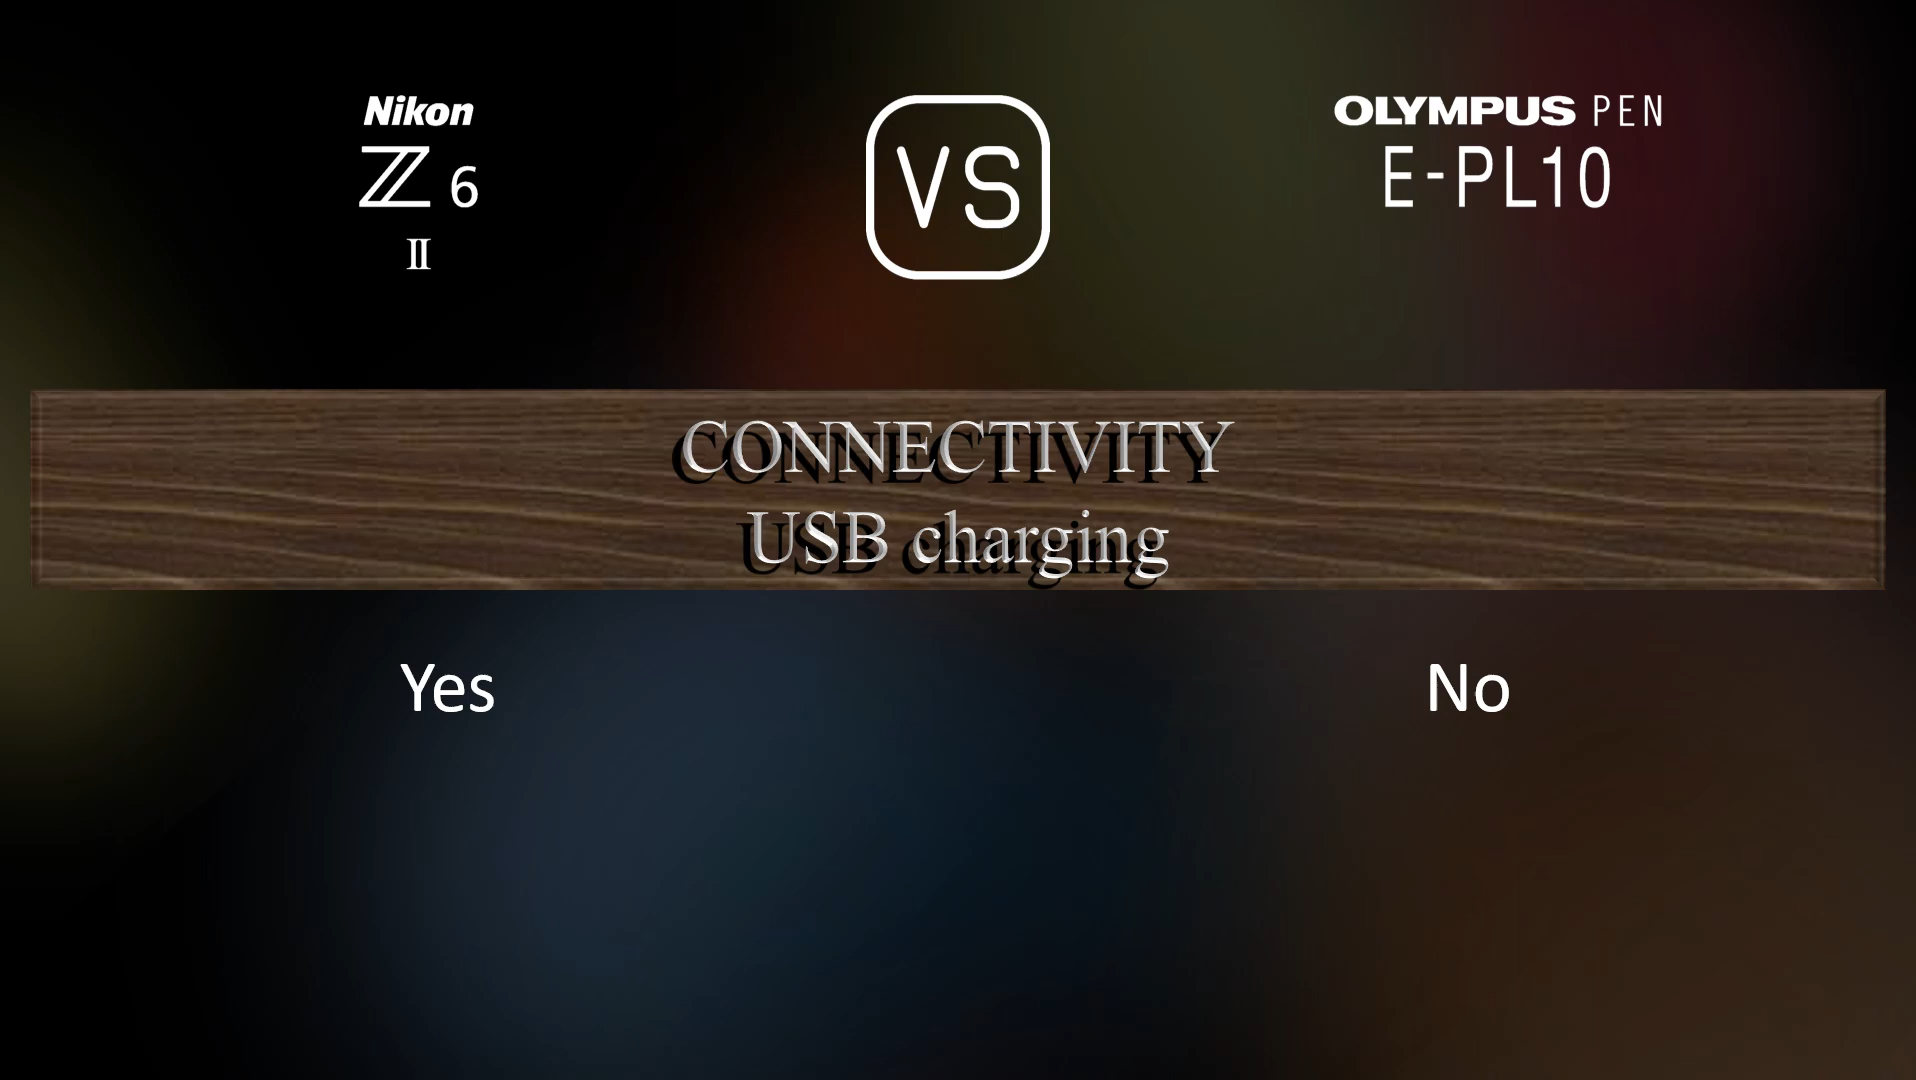 Nikon
Z 6
II
VS
OLYMPUS PEN
E-PL10
CONNECTIVITY
USB charging
Yes
No